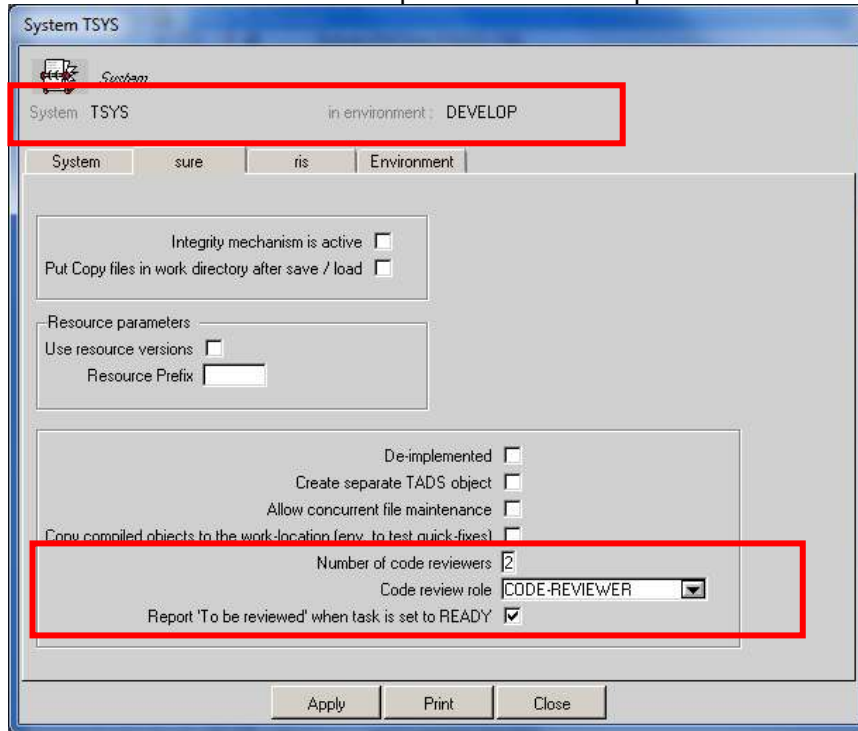 System TSYS
System
System TSYS in environment : DEVELOP
System sure ris Environment
Integrity mechanism is active
Put Copy files in work directory after save / load
Resource parameters
Use resource versions
Resource Prefix
De-implemented
Create separate TADS object
Allow concurrent file maintenance
Copy compiled objects to the work-location (env. to test quick-fixes)
Number of code reviewers 2
Code review role CODE-REVIEWER
Report 'To be reviewed' when task is set to READY
Apply Print Close